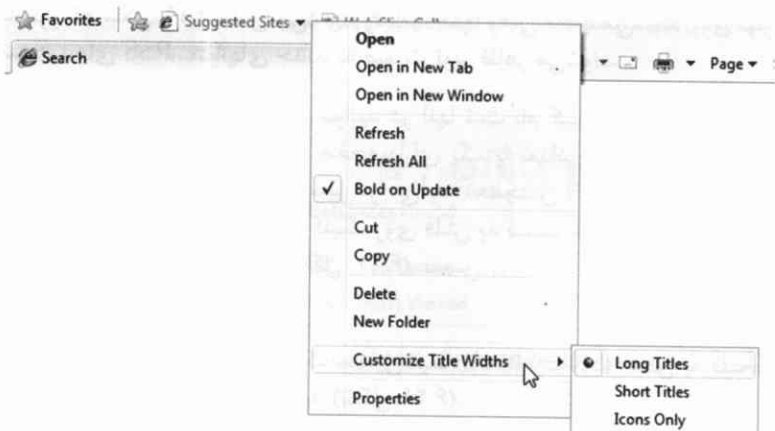 Favorites Suggested Sites
Search
Page
Open
Open in New Tab
Open in New Window
Refresh
Refresh All
Bold on Update
Cut
Copy
Delete
New Folder
Customize Title Widths
Properties
Long Titles
Short Titles
Icons Only